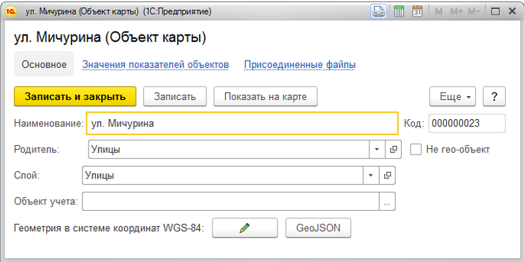 1С ул. Мичурина (Объект карты) (1С:Предприятие) 31 M M+ M-
ул. Мичурина (Объект карты)
Основное Значения показателей объектов Присоединенные файлы
Записать и закрыть Записать Показать на карте Еще ?
Наименование: ул. Мичурина Код: 000000023
Родитель: Улицы Не гео-объект
Слой: Улицы
Объект учета: ...
Геометрия в системе координат WGS-84: GeoJSON